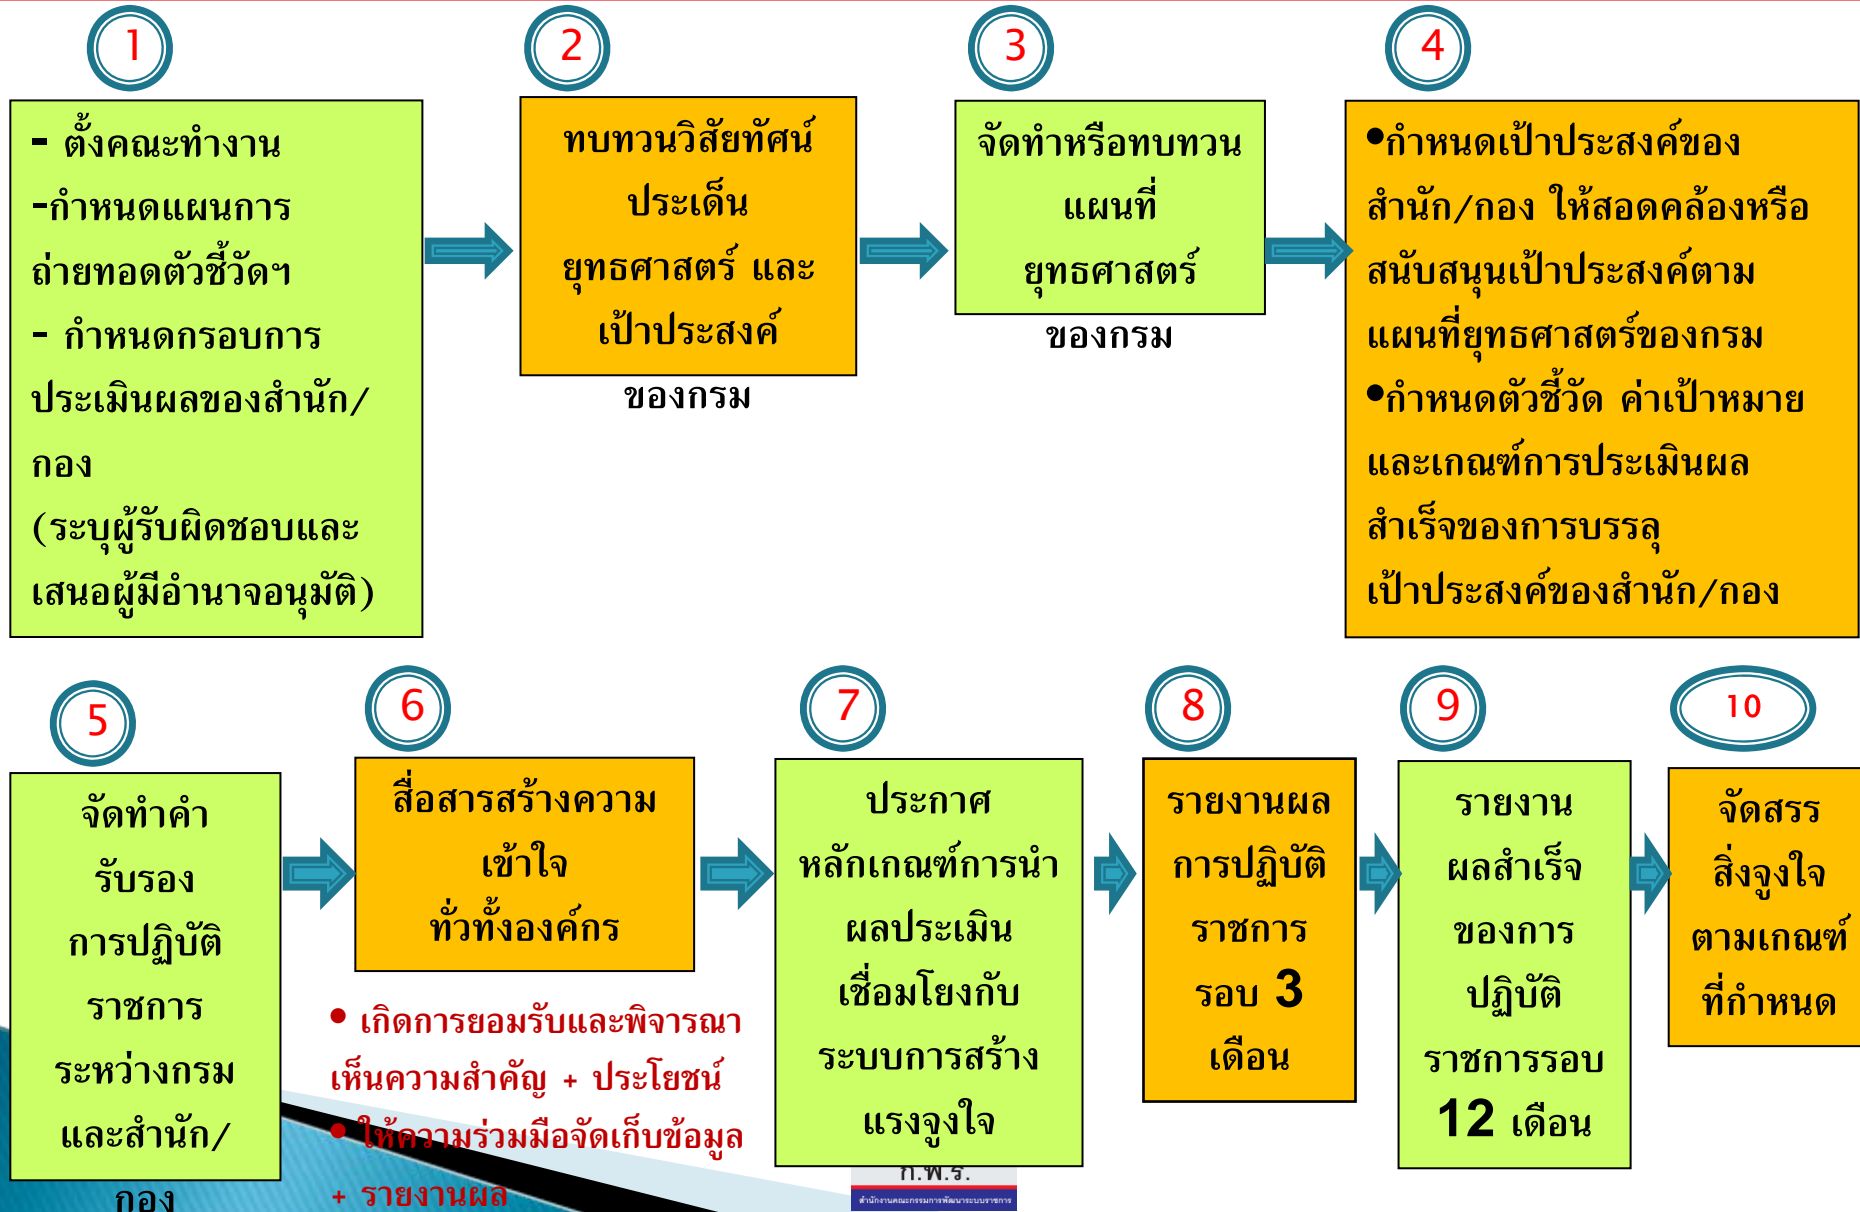 1
- ตั้งคณะทำงาน
-กำหนดแผนการ
ถ่ายทอดตัวชี้วัดฯ
- กำหนดกรอบการ
ประเมินผลของสำนัก/
กอง
(ระบุผู้รับผิดชอบและ
เสนอผู้มีอำนาจอนุมัติ)
2
ทบทวนวิสัยทัศน์
ประเด็น
ยุทธศาสตร์ และ
เป้าประสงค์
ของกรม
3
จัดทำหรือทบทวน
แผนที่
ยุทธศาสตร์
ของกรม
4
•กำหนดเป้าประสงค์ของ
สำนัก/กอง ให้สอดคล้องหรือ
สนับสนุนเป้าประสงค์ตาม
แผนที่ยุทธศาสตร์ของกรม
•กำหนดตัวชี้วัด ค่าเป้าหมาย
และเกณฑ์การประเมินผล
สำเร็จของการบรรลุ
เป้าประสงค์ของสำนัก/กอง
5
จัดทำคำ
รับรอง
การปฏิบัติ
ราชการ
ระหว่างกรม
และสำนัก/
กอง
6
สื่อสารสร้างความ
เข้าใจ
ทั่วทั้งองค์กร
• เกิดการยอมรับและพิจารณา
เห็นความสำคัญ + ประโยชน์
• ให้ความร่วมมือจัดเก็บข้อมูล
+ รายงานผล
7
ประกาศ
หลักเกณฑ์การนำ
ผลประเมิน
เชื่อมโยงกับ
ระบบการสร้าง
แรงจูงใจ
8
รายงานผล
การปฏิบัติ
ราชการ
รอบ 3
เดือน
9
รายงาน
ผลสำเร็จ
ของการ
ปฏิบัติ
ราชการรอบ
12 เดือน
10
จัดสรร
สิ่งจูงใจ
ตามเกณฑ์
ที่กำหนด
ก.พ.ร.
สำนักงานคณะกรรมการพัฒนาระบบราชการ